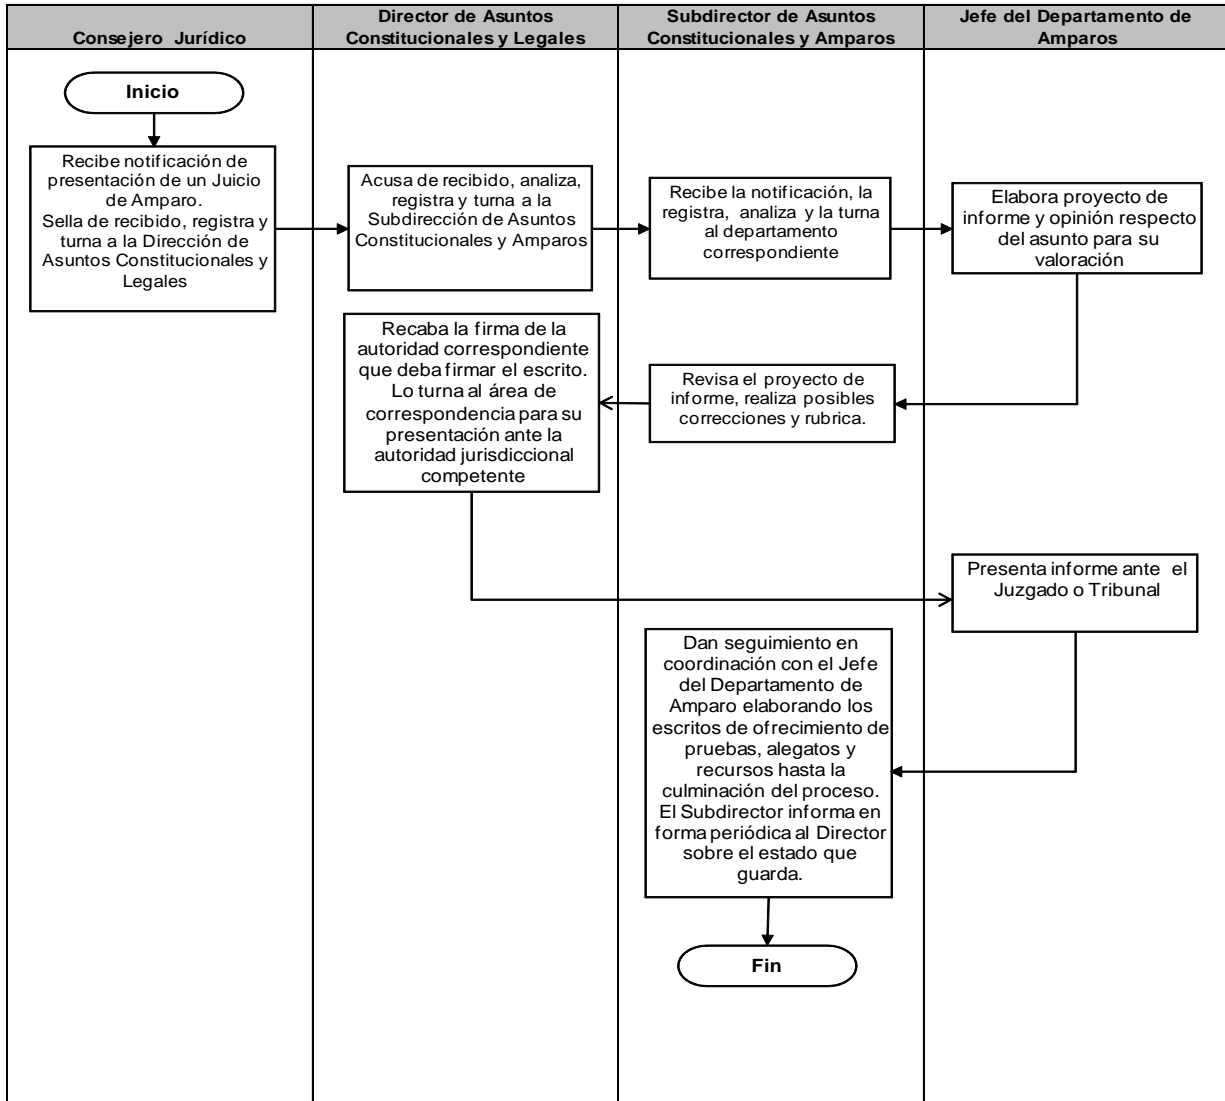 Consejero Jurídico
Director de Asuntos
Constitucionales y Legales
Subdirector de Asuntos
Constitucionales y Amparos
Jefe del Departamento de
Amparos
Inicio
Recibe notificación de
presentación de un Juicio
de Amparo.
Sella de recibido, registra y
turna a la Dirección de
Asuntos Constitucionales y
Legales
Acusa de recibido, analiza,
registra y turna a la
Subdirección de Asuntos
Constitucionales y Amparos
Recibe la notificación, la
registra, analiza y la turna
al departamento
correspondiente
Elabora proyecto de
informe y opinión respecto
del asunto para su
valoración
Recaba la firma de la
autoridad correspondiente
que deba firmar el escrito.
Lo turna al área de
correspondencia para su
presentación ante la
autoridad jurisdiccional
competente
Revisa el proyecto de
informe, realiza posibles
correcciones y rubrica.
Presenta informe ante el
Juzgado o Tribunal
Dan seguimiento en
coordinación con el Jefe
del Departamento de
Amparo elaborando los
escritos de ofrecimiento de
pruebas, alegatos y
recursos hasta la
culminación del proceso.
El Subdirector informa en
forma periódica al Director
sobre el estado que
guarda.
Fin